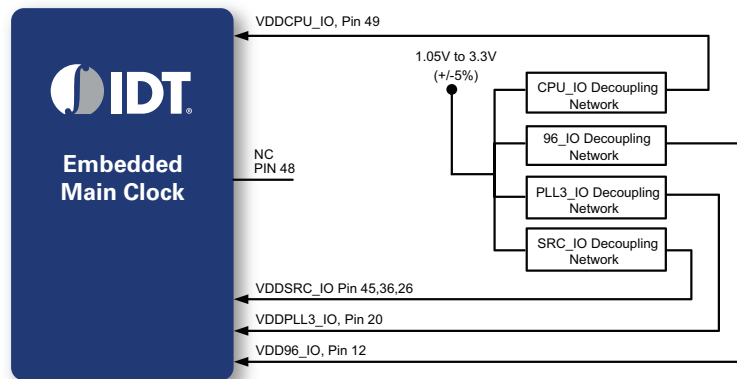 VDDCPU_IO, Pin 49
1.05V to 3.3V
(+/-5%)
CPU_IO Decoupling
Network
IDT®
96_IO Decoupling
Network
NC
PIN 48
Embedded
Main Clock
PLL3_IO Decoupling
Network
SRC_IO Decoupling
Network
VDDSRC_IO Pin 45,36,26
VDDPLL3_IO, Pin 20
VDD96_IO, Pin 12